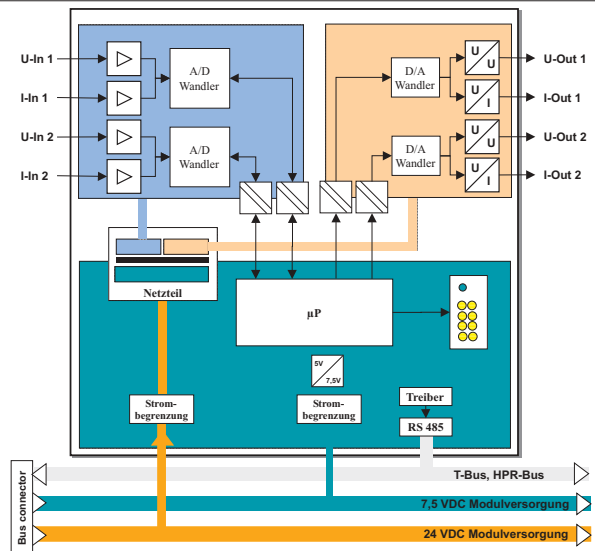 U-In 1
I-In 1
U-In 2
I-In 2
A/D
Wandler
A/D
Wandler
D/A
Wandler
D/A
Wandler
U
U
U
I
U
U
U
I
U-Out 1
I-Out 1
U-Out 2
I-Out 2
Netzteil
µP
5V
7,5V
Strom-
begrenzung
Strom-
begrenzung
Treiber
RS 485
Bus connector
T-Bus, HPR-Bus
7,5 VDC Modulversorgung
24 VDC Modulversorgung